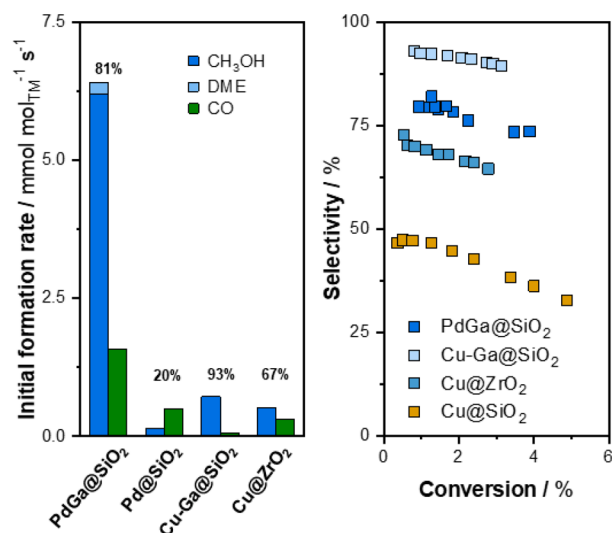 Initial formation rate / mmol mol_TM^-1 s^-1
7.5
5.0
2.5
0.0
81%
20%
93%
67%
CH₃OH
DME
CO
PdGa@SiO₂
Pd@SiO₂
Cu-Ga@SiO₂
Cu@ZrO₂
Selectivity / %
100
75
50
25
0
PdGa@SiO₂
Cu-Ga@SiO₂
Cu@ZrO₂
Cu@SiO₂
0
2
4
6
Conversion / %